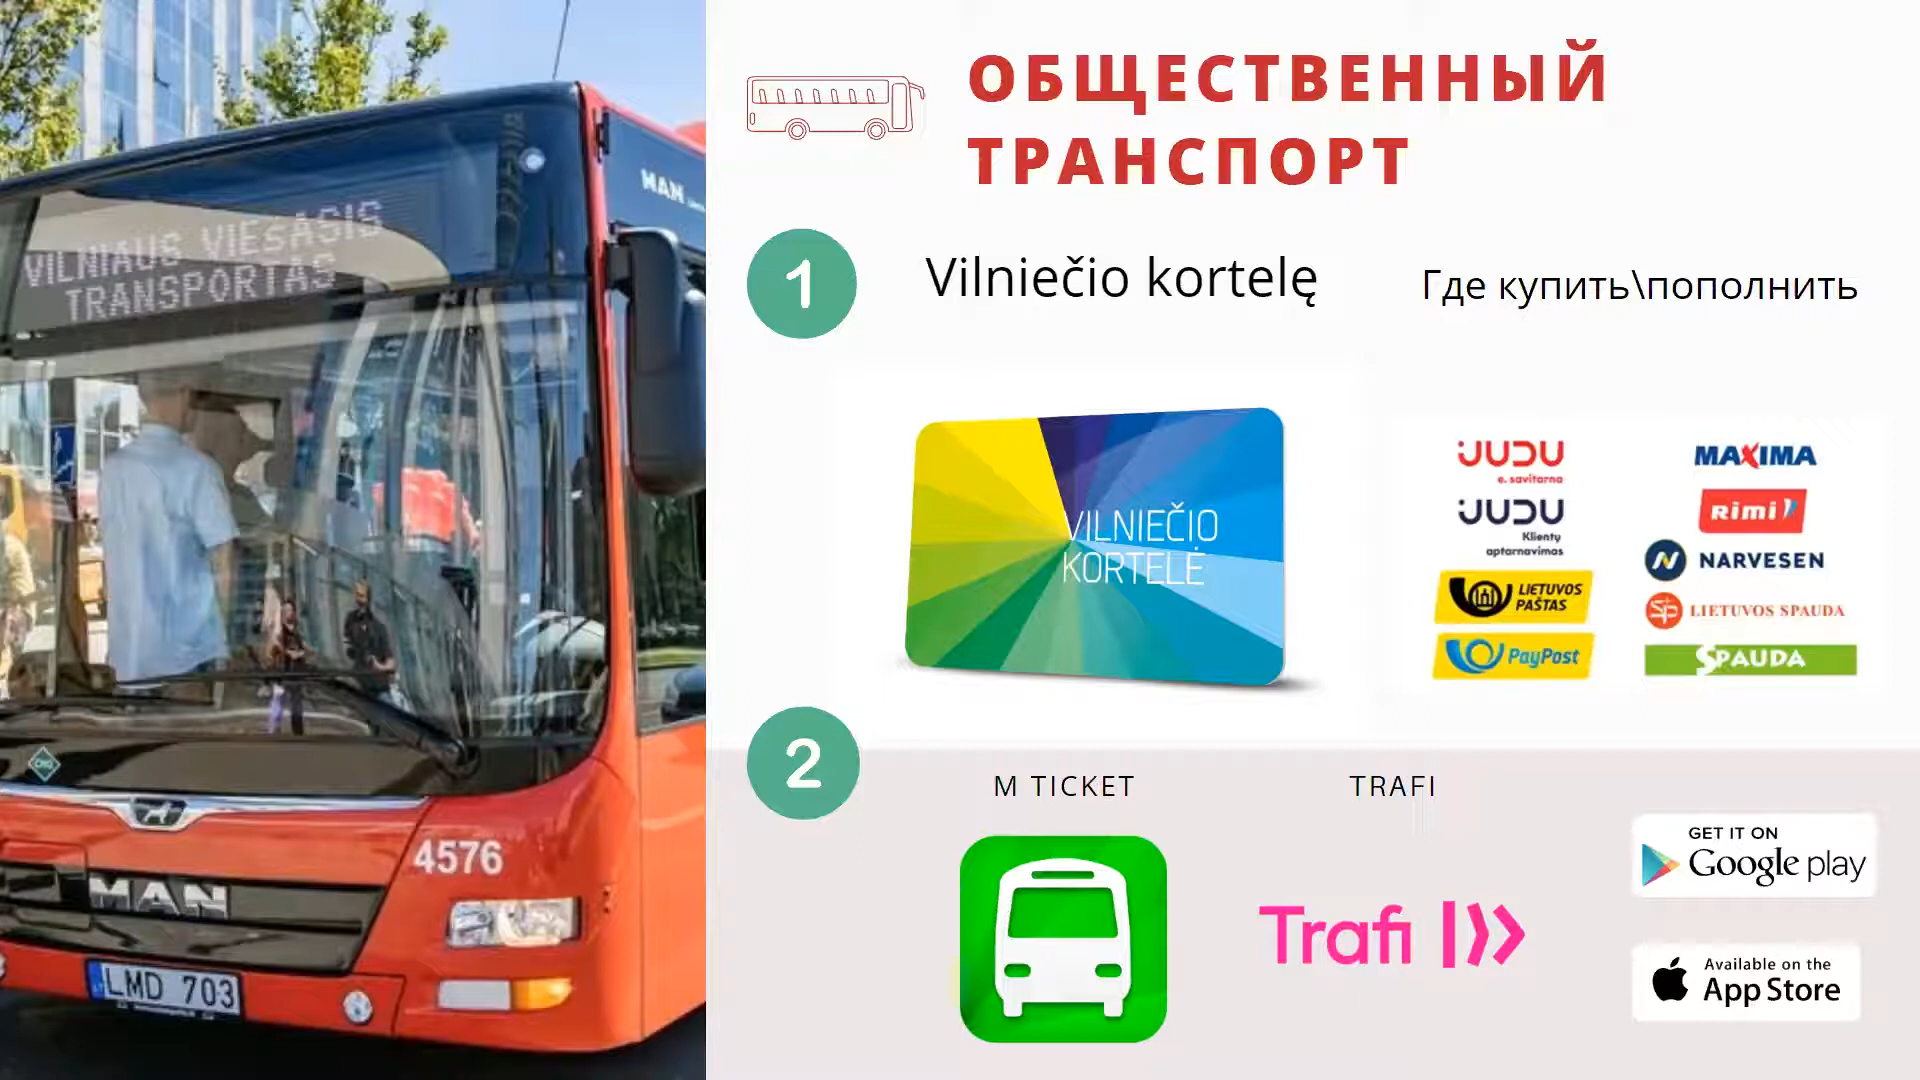 VILNIAUS VIEŠASIS
TRANSPORTAS
MAN
4576
MAN
LMD 703
ОБЩЕСТВЕННЫЙ
ТРАНСПОРТ
1
Vilniečio kortelę
Где купить\пополнить
VILNIEČIO
KORTELĖ
JUDU
e. savitarna
JUDU
Klientų
aptarnavimas
LIETUVOS
PAŠTAS
PayPost
MAXIMA
Rimi
NARVESEN
LIETUVOS SPAUDA
SPAUDA
2
M TICKET
TRAFI
Trafi
GET IT ON
Google play
Available on the
App Store